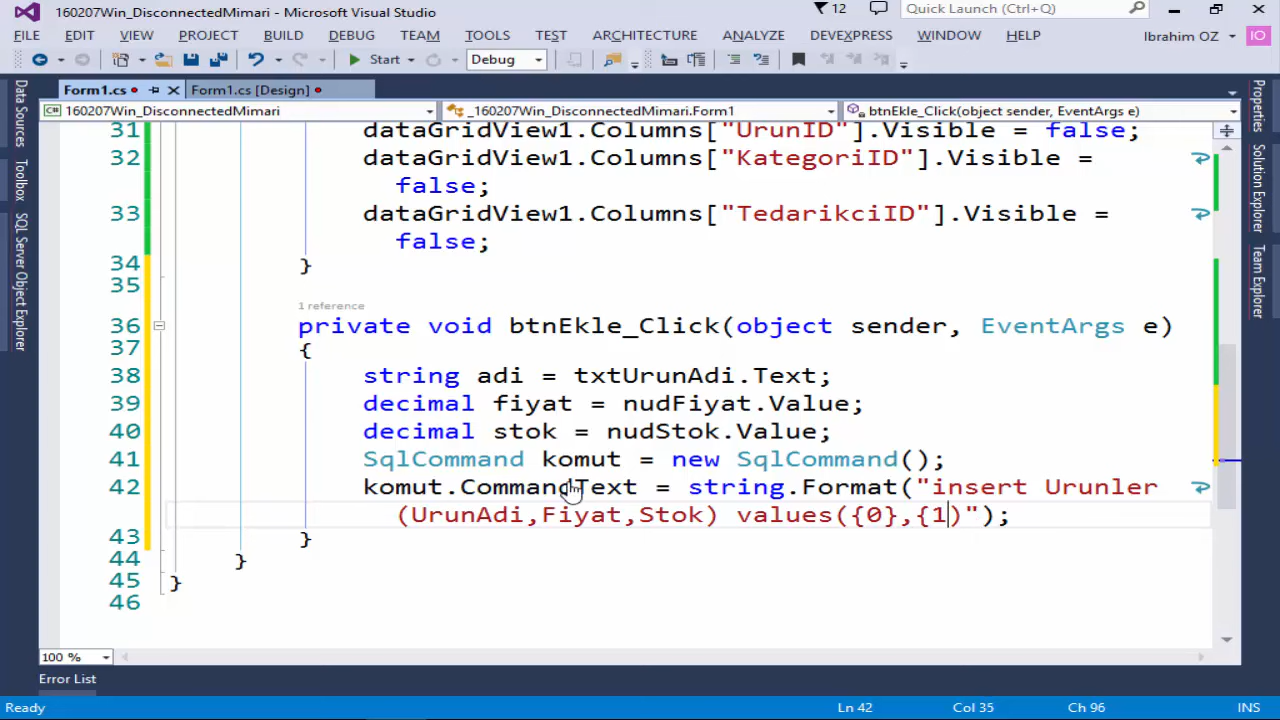 160207Win_DisconnectedMimari - Microsoft Visual Studio
12
Quick Launch (Ctrl+Q)
FILE EDIT VIEW PROJECT BUILD DEBUG TEAM TOOLS TEST ARCHITECTURE ANALYZE DEVEXPRESS WINDOW HELP
Ibrahim OZ
IO
Start
Debug
Form1.cs
Form1.cs [Design]
160207Win_DisconnectedMimari
_160207Win_DisconnectedMimari.Form1
btnEkle_Click(object sender, EventArgs e)
Data Sources
Toolbox
SQL Server Object Explorer
Properties
Solution Explorer
Team Explorer
31 dataGridView1.Columns["UrunID"].Visible = false;
32 dataGridView1.Columns["KategoriID"].Visible =
false;
33 dataGridView1.Columns["TedarikciID"].Visible =
false;
34 }
35
1 reference
36 private void btnEkle_Click(object sender, EventArgs e)
37 {
38 string adi = txtUrunAdi.Text;
39 decimal fiyat = nudFiyat.Value;
40 decimal stok = nudStok.Value;
41 SqlCommand komut = new SqlCommand();
42 komut.CommandText = string.Format("insert Urunler
(UrunAdi,Fiyat,Stok) values({0},{1)");
43 }
44 }
45 }
46
100 %
Error List
Ready
Ln 42
Col 35
Ch 96
INS